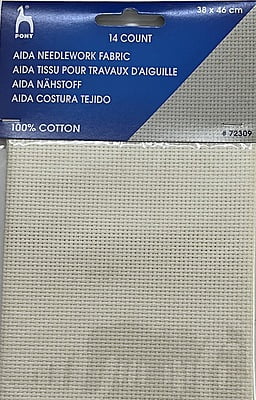 PONY
14 COUNT
38 x 46 cm
AIDA NEEDLEWORK FABRIC
AIDA TISSU POUR TRAVAUX D'AIGUILLE
AIDA NÄHSTOFF
AIDA COSTURA TEJIDO
100% COTTON
# 72309